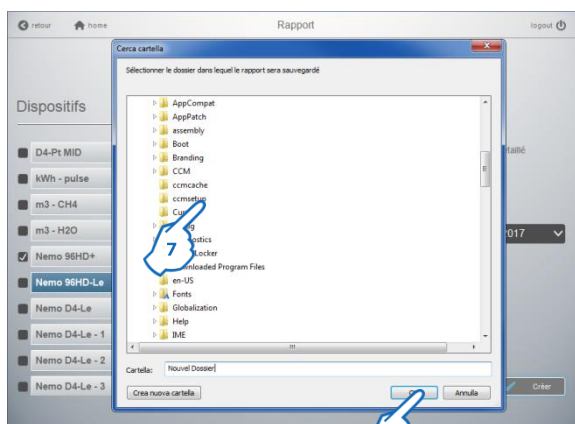 retour home Rapport logout
Cerca cartella
Sélectionner le dossier dans lequel le rapport sera sauvegardé
Dispositifs
D4-Pt MID
kWh - pulse
m3 - CH4
m3 - H2O
Nemo 96HD+
Nemo 96HD-Le
Nemo D4-Le
Nemo D4-Le - 1
Nemo D4-Le - 2
Nemo D4-Le - 3
AppCompat
AppPatch
assembly
Boot
Branding
CCM
ccmcache
ccmsetup
Program Files
en-US
Fonts
Globalization
Help
IME
7
Cartella: Nouvel Dossier
Crea nuova cartella
Annulla
Créer